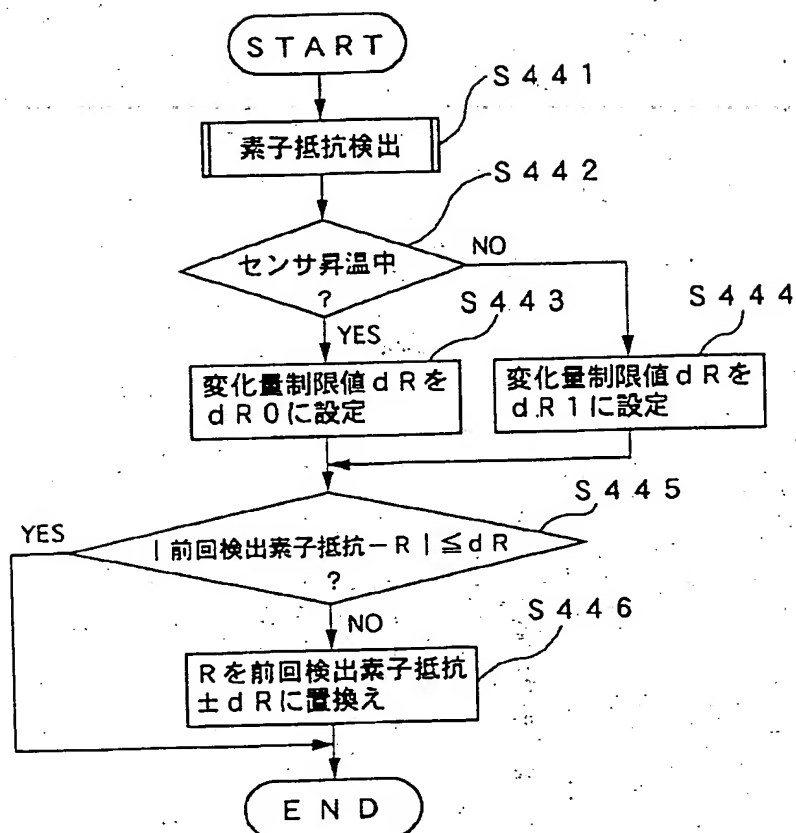 START
S441
素子抵抗検出
S442
センサ昇温中
?
NO
YES
S443
S444
変化量制限値dRを
dR0に設定
変化量制限値dRを
dR1に設定
S445
YES
|前回検出素子抵抗-R|≦dR
?
NO
S446
Rを前回検出素子抵抗
±dRに置換え
END